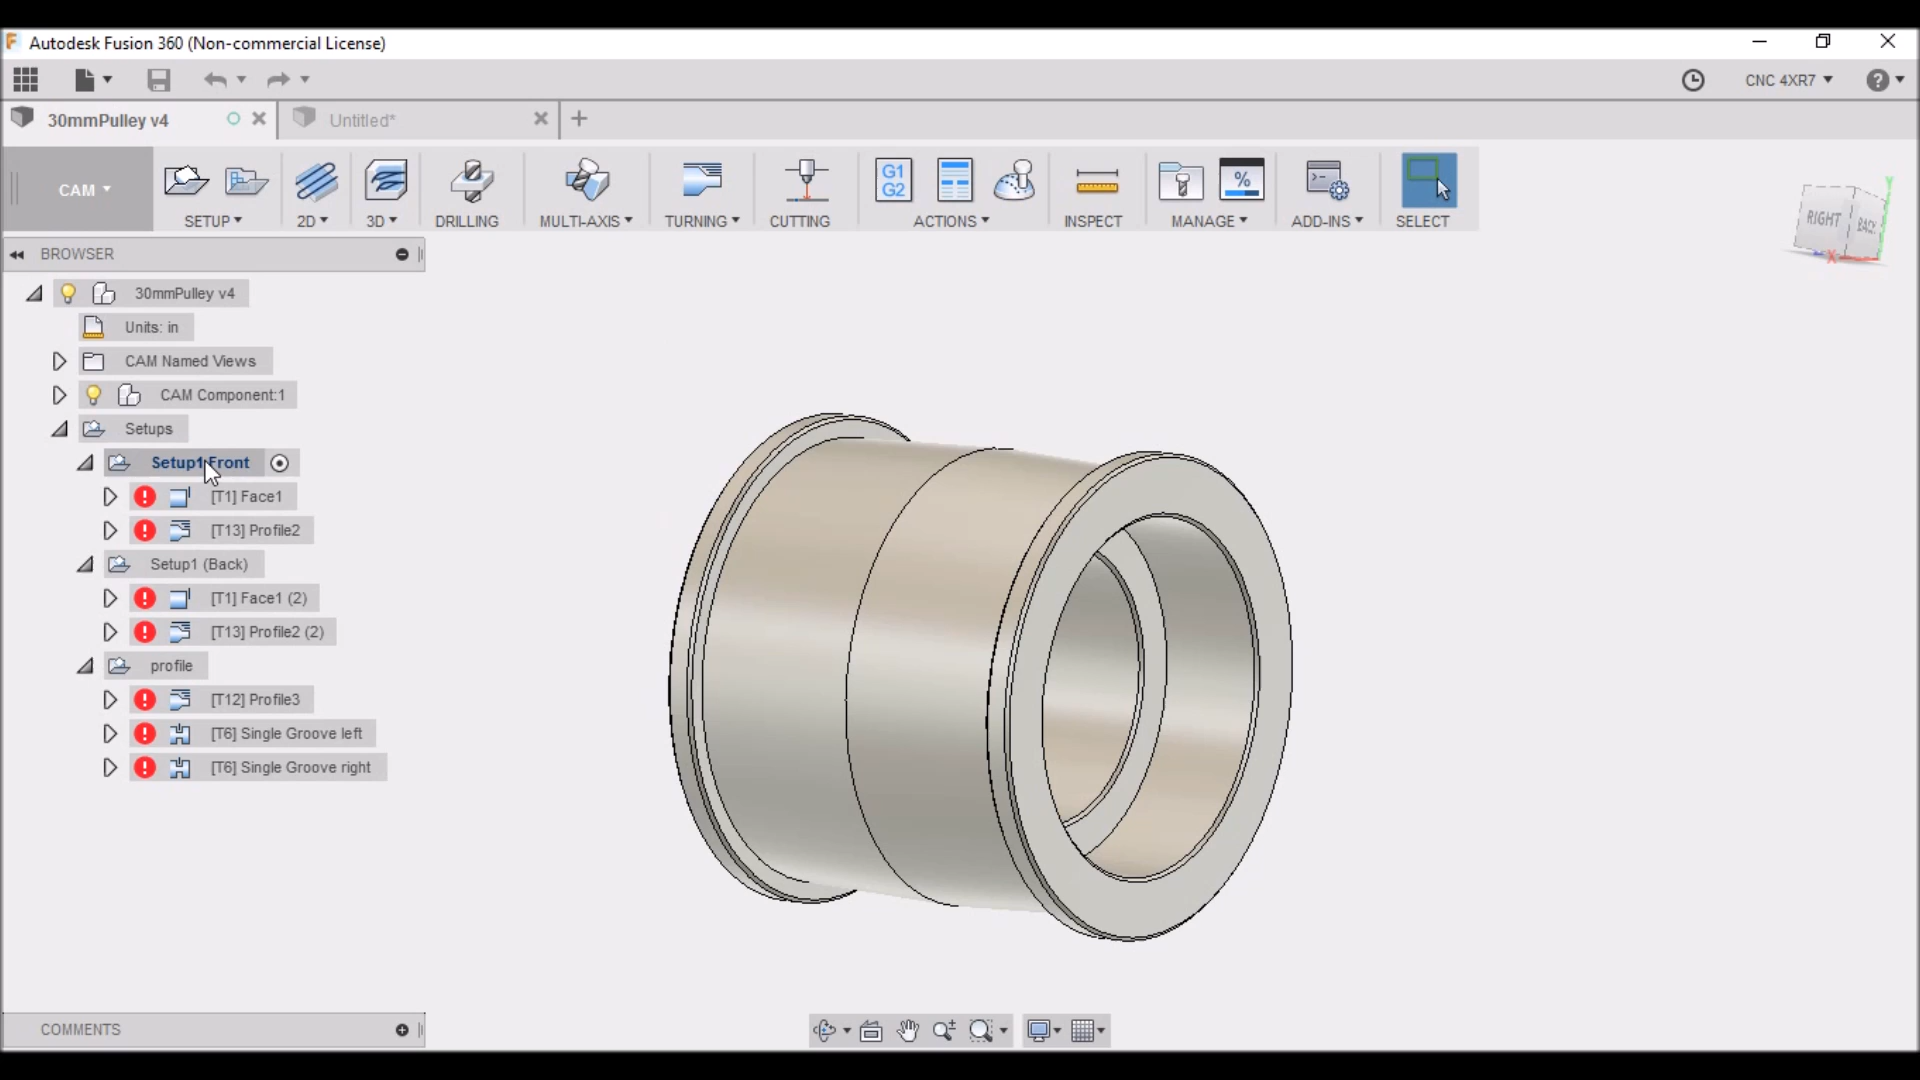 Autodesk Fusion 360 (Non-commercial License)
CNC 4XR7
30mmPulley v4
Untitled*
CAM
G1
G2
%
SETUP
2D
3D
DRILLING
MULTI-AXIS
TURNING
CUTTING
ACTIONS
INSPECT
MANAGE
ADD-INS
SELECT
RIGHT
BACK
Y
X
BROWSER
30mmPulley v4
Units: in
CAM Named Views
CAM Component:1
Setups
Setup1 Front
[T1] Face1
[T13] Profile2
Setup1 (Back)
[T1] Face1 (2)
[T13] Profile2 (2)
profile
[T12] Profile3
[T6] Single Groove left
[T6] Single Groove right
COMMENTS